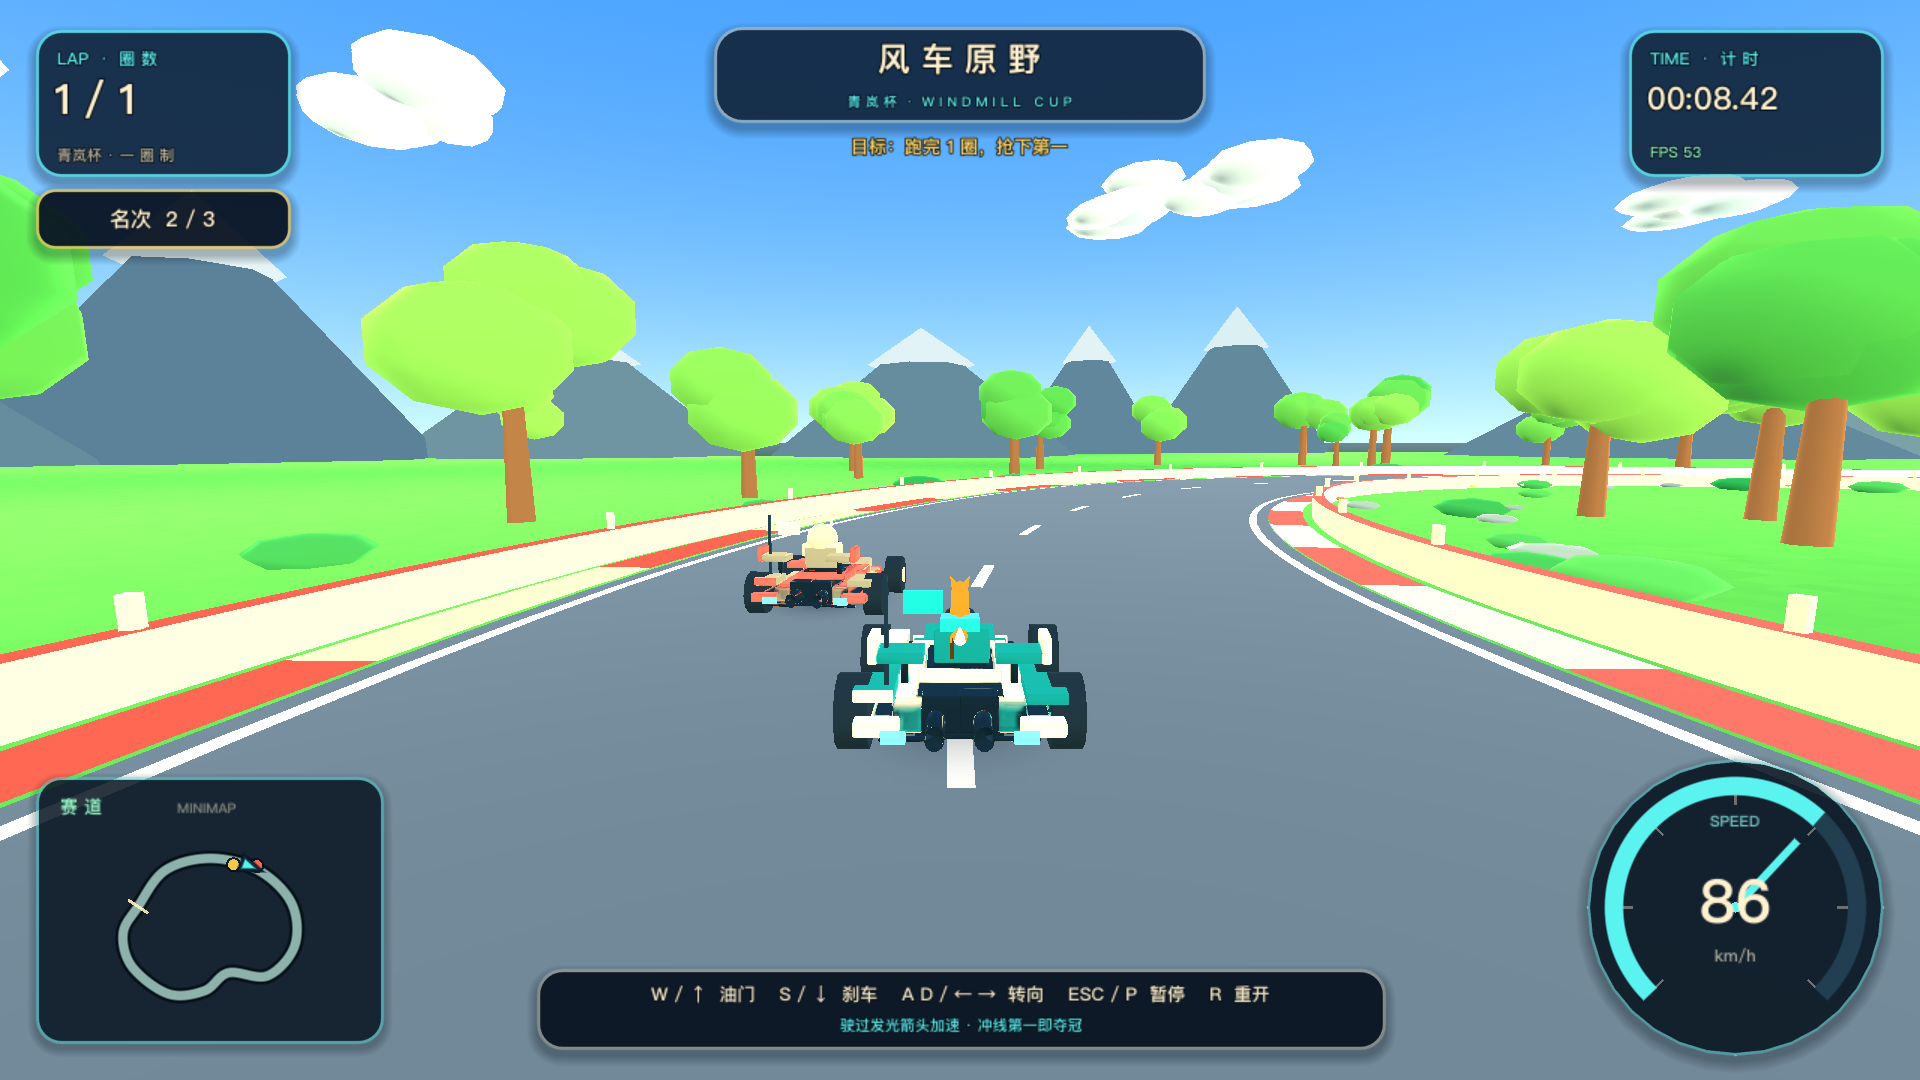 LAP · 圈数
1 / 1
青岚杯 · 一圈制
名次 2 / 3
风车原野
青岚杯 · WINDMILL CUP
目标：跑完 1 圈，抢下第一
TIME · 计时
00:08.42
FPS 53
赛道 MINIMAP
SPEED
86
km/h
W / ↑ 油门 S / ↓ 刹车 A D / ← → 转向 ESC / P 暂停 R 重开
驶过发光箭头加速 · 冲线第一即夺冠